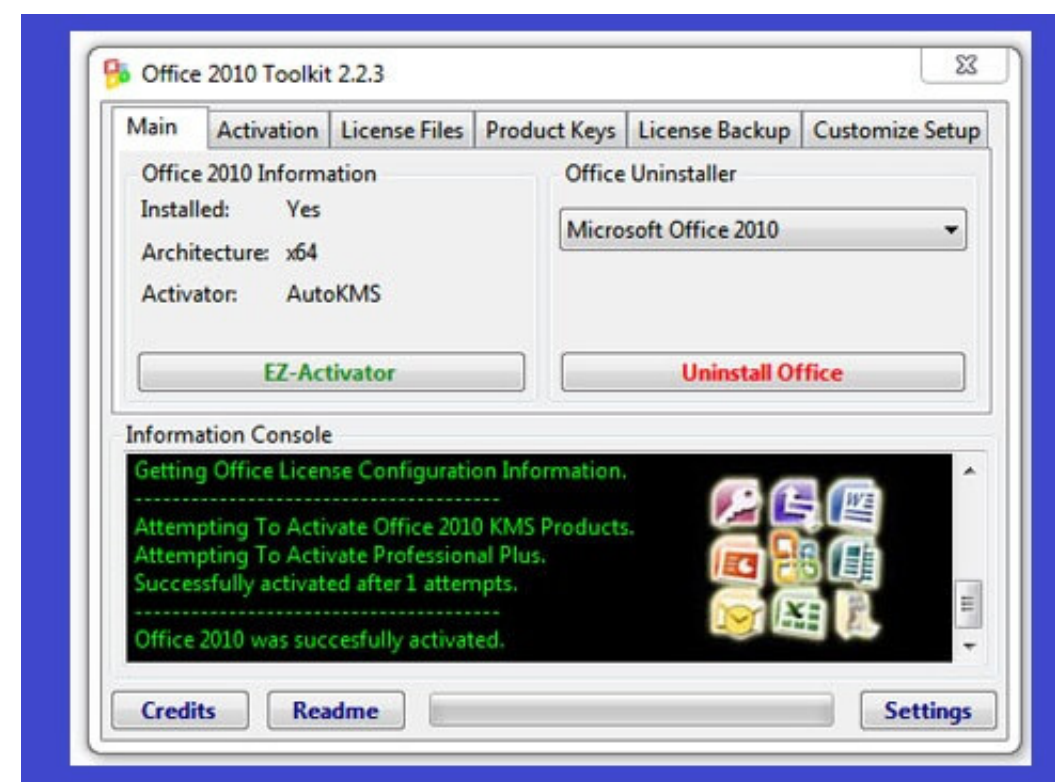 Office 2010 Toolkit 2.2.3
Main Activation License Files Product Keys License Backup Customize Setup
Office 2010 Information
Installed: Yes
Architecture: x64
Activator: AutoKMS
EZ-Activator
Office Uninstaller
Microsoft Office 2010
Uninstall Office
Information Console
Getting Office License Configuration Information.
----------------------------------------
Attempting To Activate Office 2010 KMS Products.
Attempting To Activate Professional Plus.
Successfully activated after 1 attempts.
----------------------------------------
Office 2010 was succesfully activated.
Credits Readme Settings